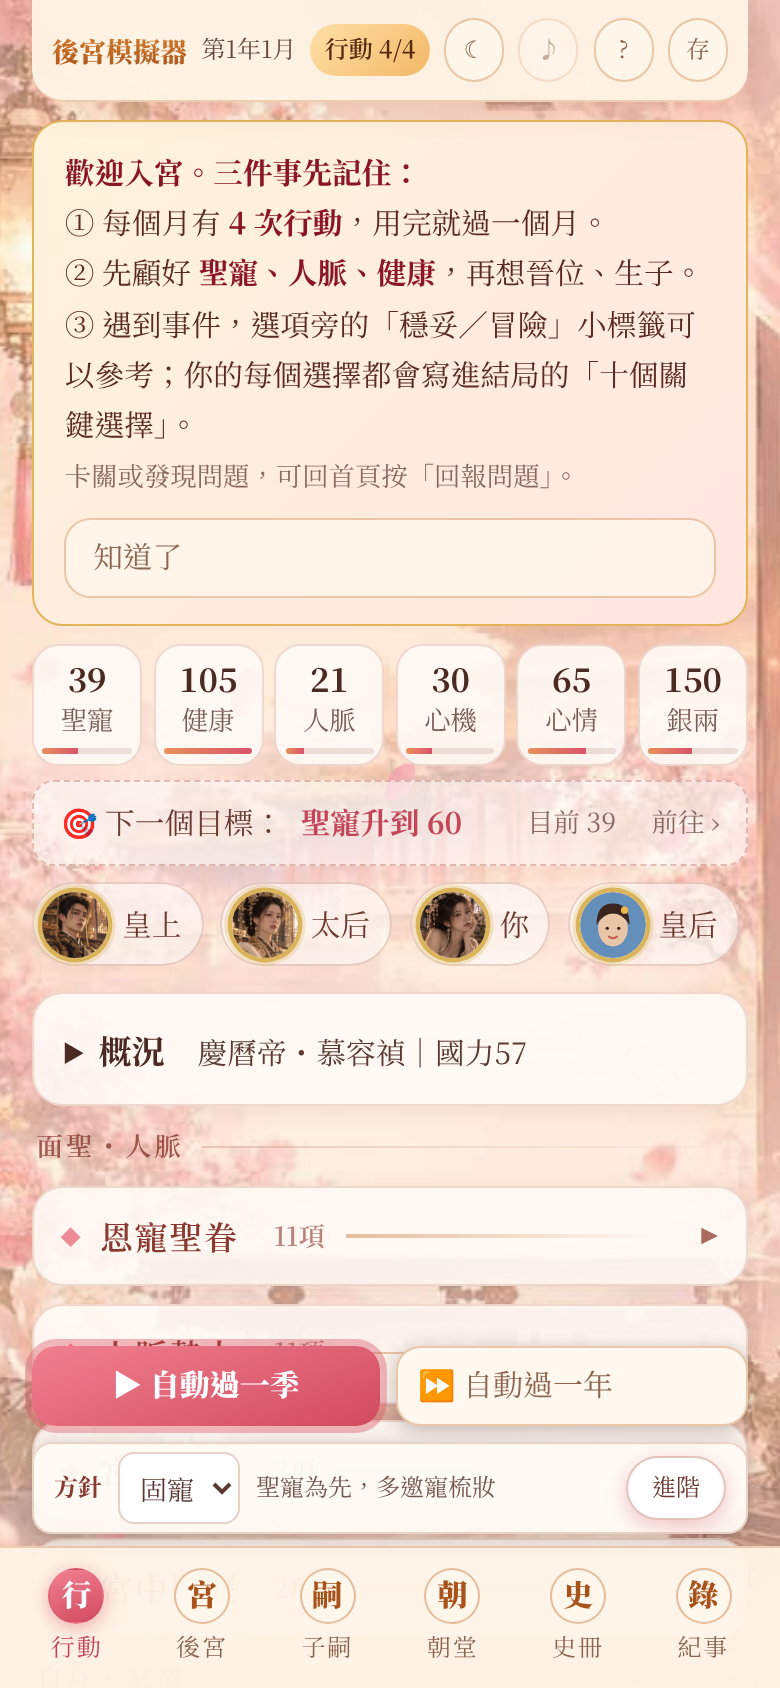 後宮模擬器 第1年1月 行動 4/4 ☾ ♪ ? 存
歡迎入宮。三件事先記住：
① 每個月有 4 次行動，用完就過一個月。
② 先顧好 聖寵、人脈、健康，再想晉位、生子。
③ 遇到事件，選項旁的「穩妥／冒險」小標籤可
以參考；你的每個選擇都會寫進結局的「十個關
鍵選擇」。
卡關或發現問題，可回首頁按「回報問題」。
知道了
39 105 21 30 65 150
聖寵 健康 人脈 心機 心情 銀兩
🎯 下一個目標： 聖寵升到 60 目前 39 前往 ›
皇上 太后 你 皇后
▶ 概況 慶曆帝・慕容禎｜國力57
面聖・人脈
◆ 恩寵聖眷 11項 ▶
▶ 自動過一季 ⏩ 自動過一年
方針 固寵 聖寵為先，多邀寵梳妝 進階
行 宮 嗣 朝 史 錄
行動 後宮 子嗣 朝堂 史冊 紀事